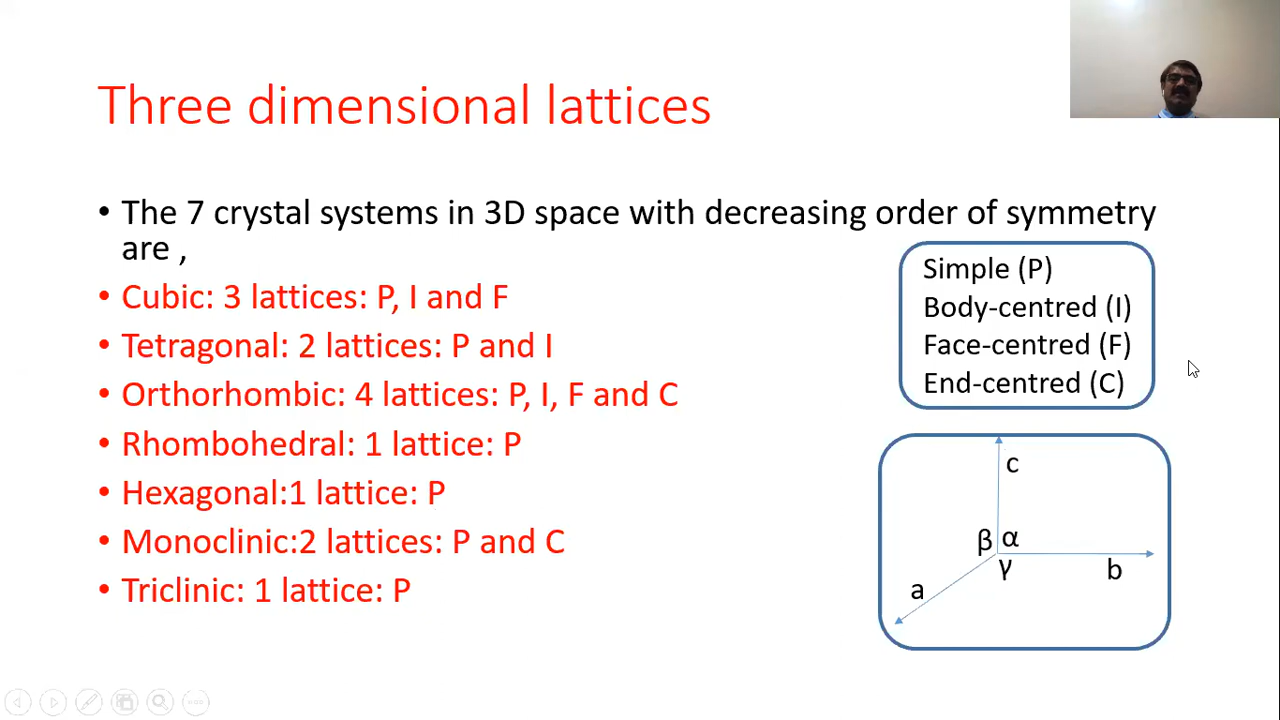 Three dimensional lattices
• The 7 crystal systems in 3D space with decreasing order of symmetry
are ,
• Cubic: 3 lattices: P, I and F
• Tetragonal: 2 lattices: P and I
• Orthorhombic: 4 lattices: P, I, F and C
• Rhombohedral: 1 lattice: P
• Hexagonal:1 lattice: P
• Monoclinic:2 lattices: P and C
• Triclinic: 1 lattice: P
Simple (P)
Body-centred (I)
Face-centred (F)
End-centred (C)
c
β α
γ
b
a